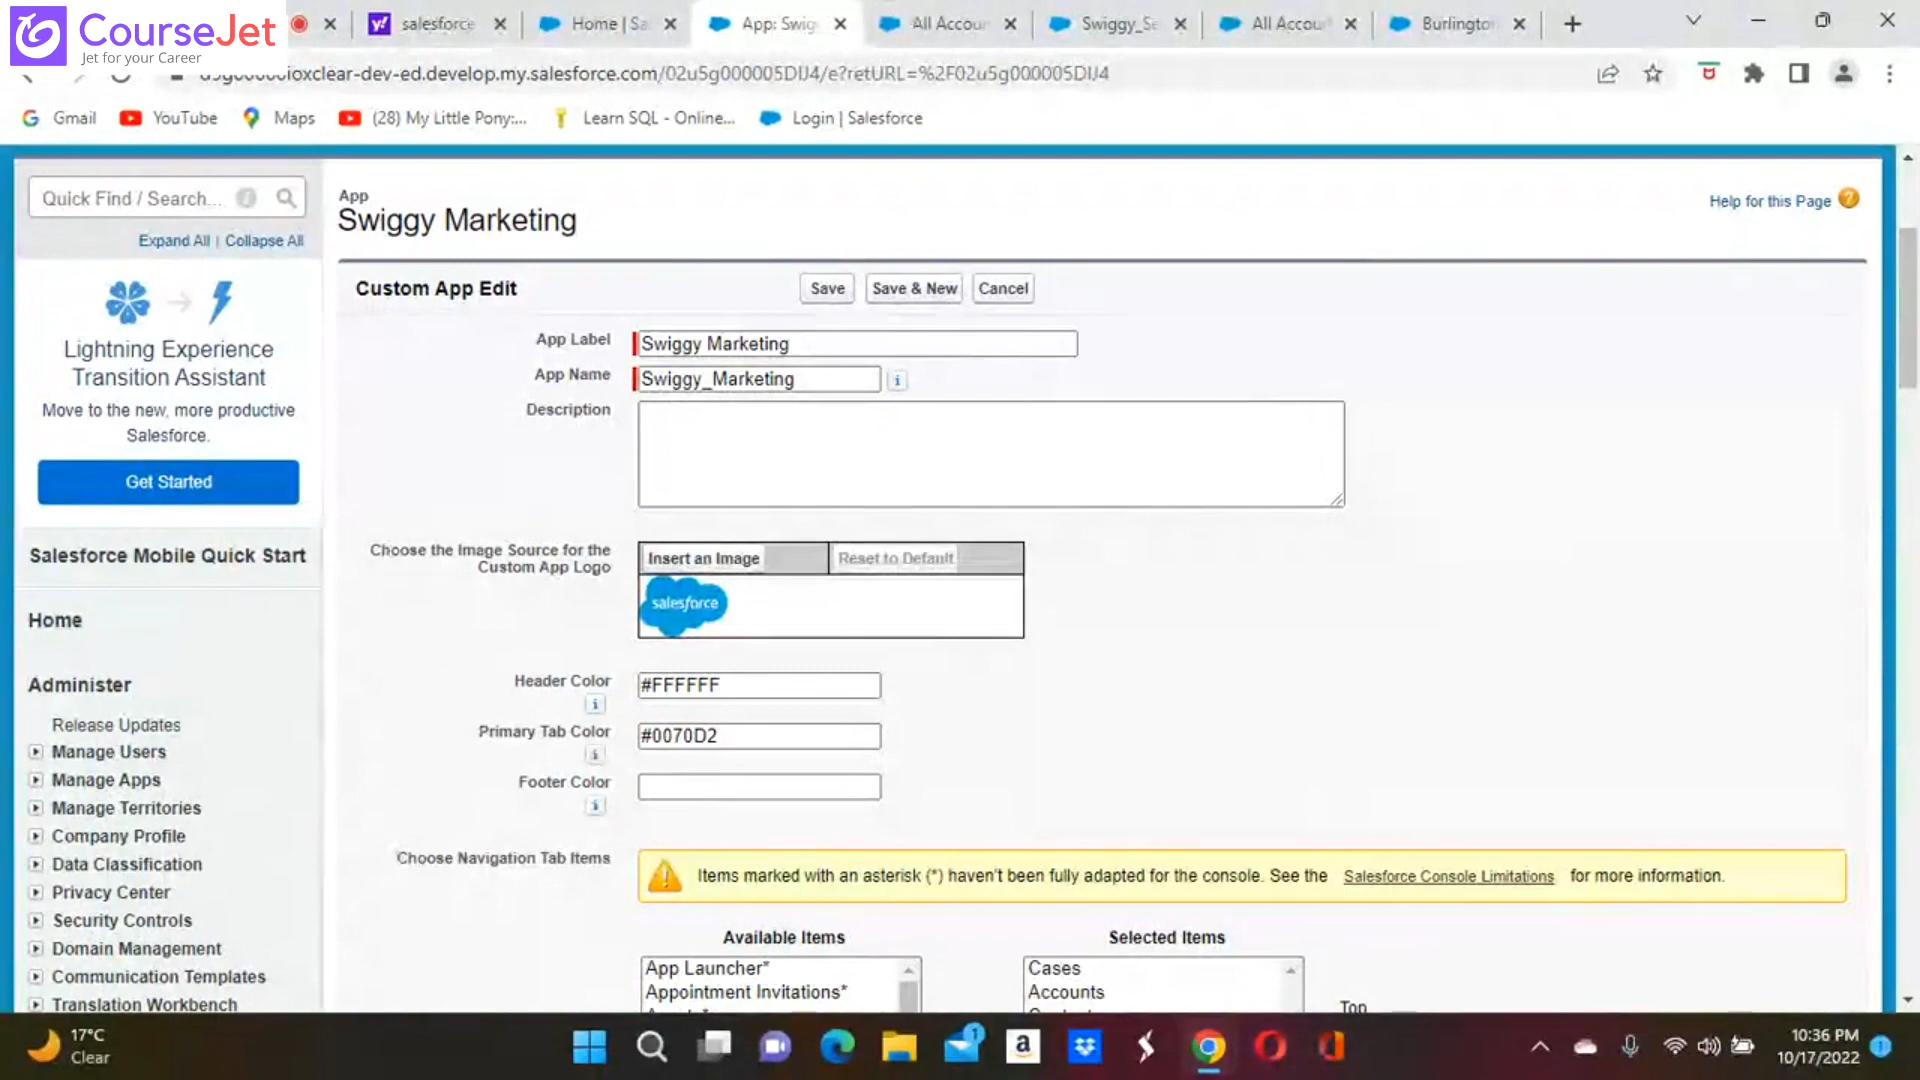 CourseJet
Jet for your Career
salesforce
Home | Sa
App: Swig
All Accou
Swiggy_Se
All Accou
Burlingto
ioxclear-dev-ed.develop.my.salesforce.com/02u5g000005DIJ4/e?retURL=%2F02u5g000005DIJ4
Gmail
YouTube
Maps
(28) My Little Pony:...
Learn SQL - Online...
Login | Salesforce
Quick Find / Search...
Expand All | Collapse All
Lightning Experience
Transition Assistant
Move to the new, more productive
Salesforce.
Get Started
Salesforce Mobile Quick Start
Home
Administer
Release Updates
Manage Users
Manage Apps
Manage Territories
Company Profile
Data Classification
Privacy Center
Security Controls
Domain Management
Communication Templates
Translation Workbench
App
Swiggy Marketing
Help for this Page
Custom App Edit
Save
Save & New
Cancel
App Label
Swiggy Marketing
App Name
Swiggy_Marketing
Description
Choose the Image Source for the
Custom App Logo
Insert an Image
Reset to Default
salesforce
Header Color
#FFFFFF
Primary Tab Color
#0070D2
Footer Color
Choose Navigation Tab Items
Items marked with an asterisk (*) haven't been fully adapted for the console. See the Salesforce Console Limitations for more information.
Available Items
Selected Items
App Launcher*
Appointment Invitations*
Cases
Accounts
Top
17°C
Clear
10:36 PM
10/17/2022